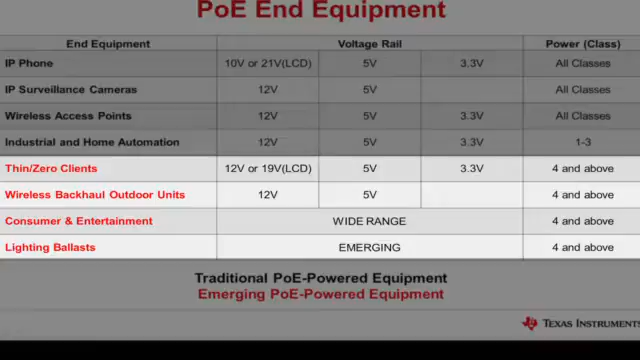 PoE End Equipment
End Equipment Voltage Rail Power (Class)
IP Phone 10V or 21V(LCD) 5V 3.3V All Classes
IP Surveillance Cameras 12V 5V All Classes
Wireless Access Points 12V 5V 3.3V All Classes
Industrial and Home Automation 12V 5V 3.3V 1-3
Thin/Zero Clients 12V or 19V(LCD) 5V 3.3V 4 and above
Wireless Backhaul Outdoor Units 12V 5V 4 and above
Consumer & Entertainment WIDE RANGE 4 and above
Lighting Ballasts EMERGING 4 and above
Traditional PoE-Powered Equipment
Emerging PoE-Powered Equipment
TEXAS INSTRUMENTS